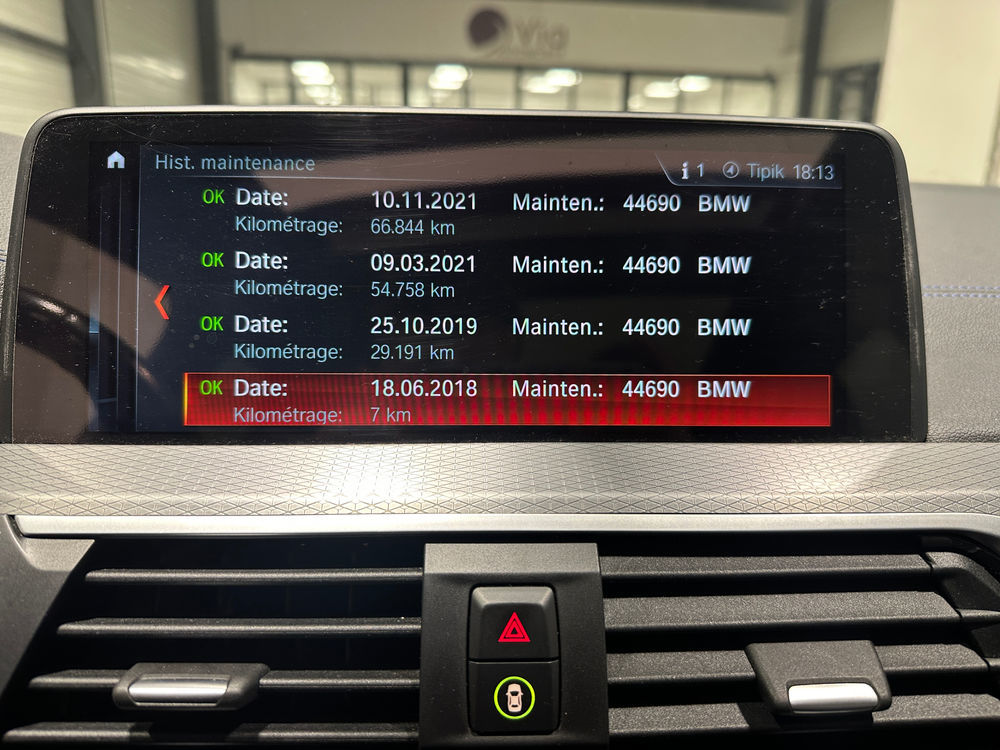 Via
Hist. maintenance
i 1 Tipik 18:13
OK Date: 10.11.2021 Mainten.: 44690 BMW
Kilométrage: 66.844 km
OK Date: 09.03.2021 Mainten.: 44690 BMW
Kilométrage: 54.758 km
OK Date: 25.10.2019 Mainten.: 44690 BMW
Kilométrage: 29.191 km
OK Date: 18.06.2018 Mainten.: 44690 BMW
Kilométrage: 7 km